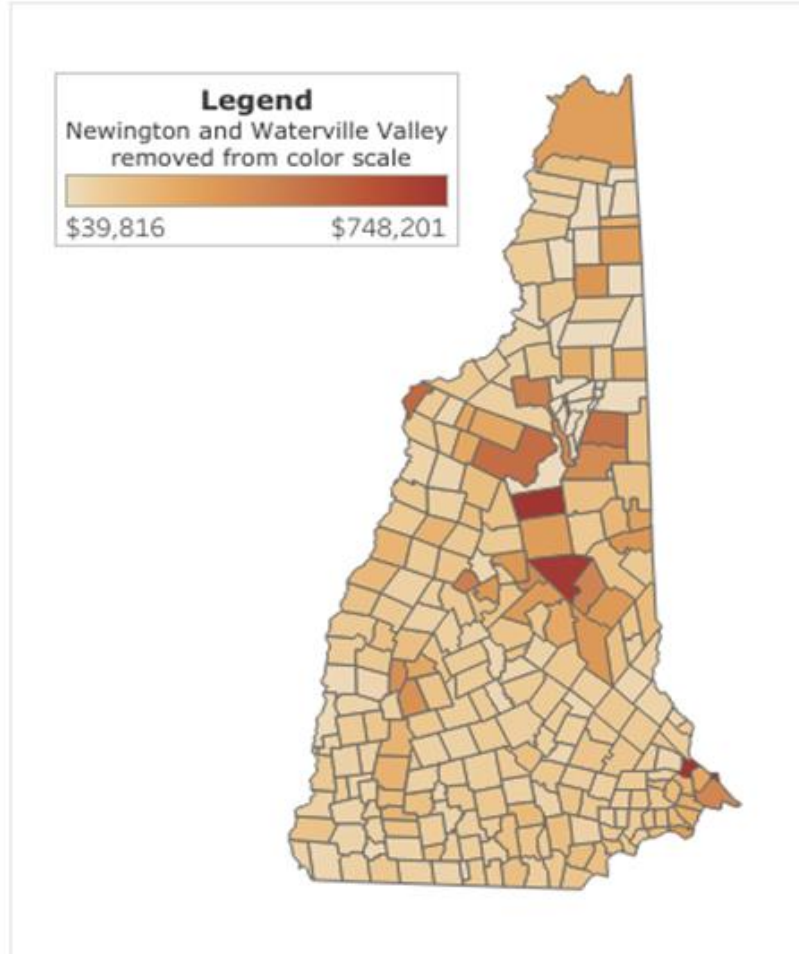 Legend
Newington and Waterville Valley
removed from color scale
$39,816 $748,201